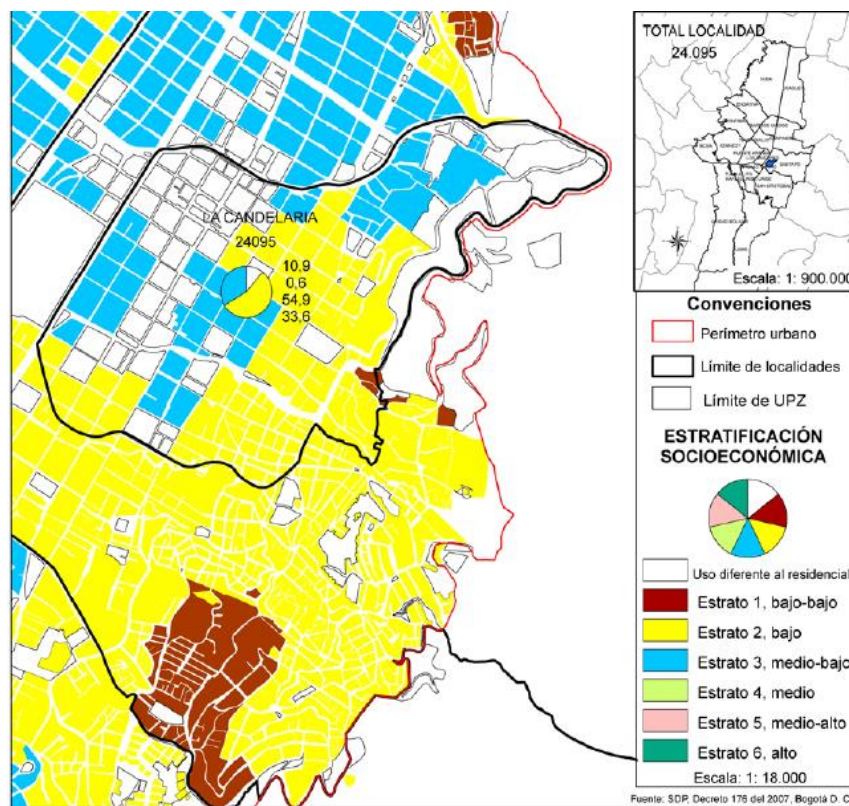 LA CANDELARIA
24095
10,9
0,6
54,9
33,6
TOTAL LOCALIDAD
24.095
Escala: 1: 900.000
Convenciones
Perímetro urbano
Límite de localidades
Límite de UPZ
ESTRATIFICACIÓN
SOCIOECONÓMICA
Uso diferente al residencial
Estrato 1, bajo-bajo
Estrato 2, bajo
Estrato 3, medio-bajo
Estrato 4, medio
Estrato 5, medio-alto
Estrato 6, alto
Escala: 1: 18.000
Fuente: SDP, Decreto 176 del 2007, Bogotá D. C